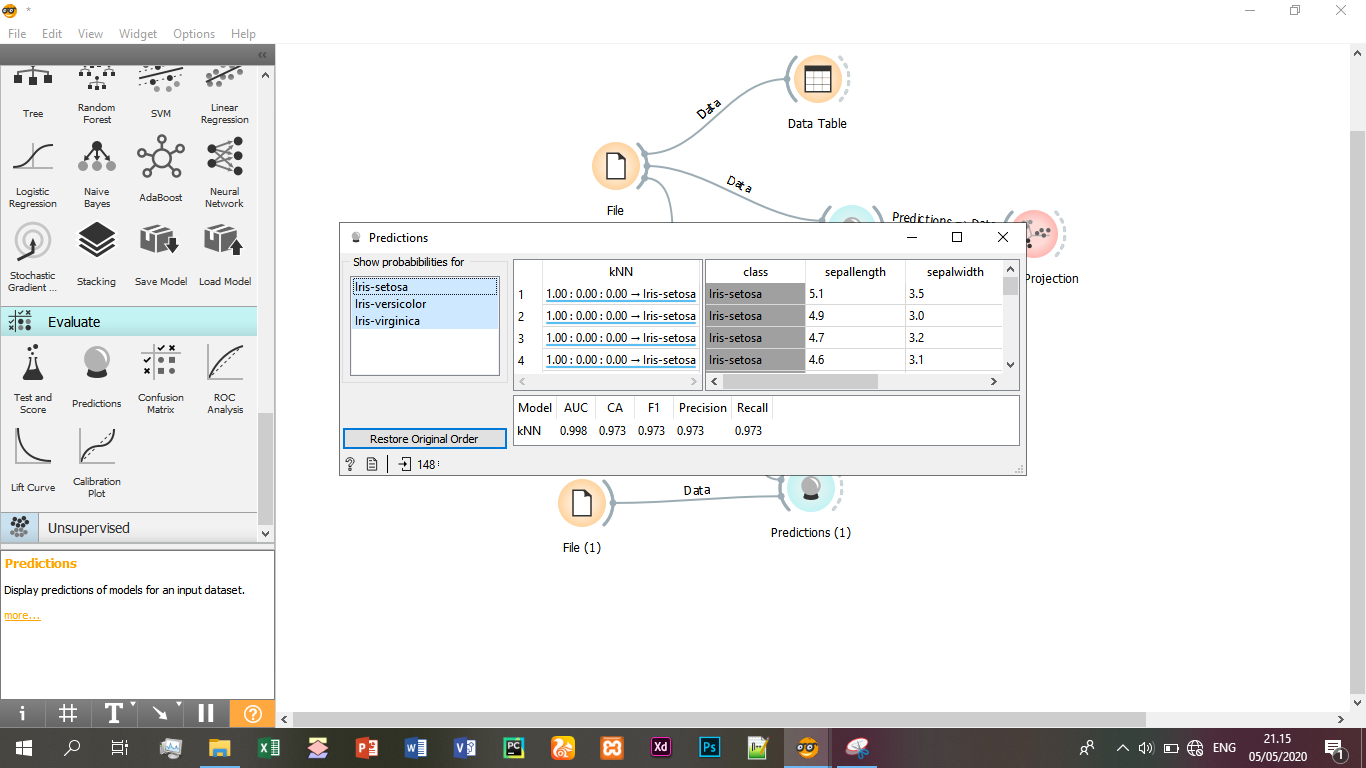 *
File Edit View Widget Options Help
Tree
Random Forest
SVM
Linear Regression
Logistic Regression
Naive Bayes
AdaBoost
Neural Network
Stochastic Gradient ...
Stacking
Save Model
Load Model
Evaluate
Test and Score
Predictions
Confusion Matrix
ROC Analysis
Lift Curve
Calibration Plot
Unsupervised
Predictions
Display predictions of models for an input dataset.
more...
Data
Data Table
File
Data
Predictions → Data
Projection
Predictions
Show probabibilities for
Iris-setosa
Iris-versicolor
Iris-virginica
Restore Original Order
148
kNN class sepallength sepalwidth
1 1.00 : 0.00 : 0.00 → Iris-setosa Iris-setosa 5.1 3.5
2 1.00 : 0.00 : 0.00 → Iris-setosa Iris-setosa 4.9 3.0
3 1.00 : 0.00 : 0.00 → Iris-setosa Iris-setosa 4.7 3.2
4 1.00 : 0.00 : 0.00 → Iris-setosa Iris-setosa 4.6 3.1
Model AUC CA F1 Precision Recall
kNN 0.998 0.973 0.973 0.973 0.973
Data
File (1)
Predictions (1)
ENG
21.15
05/05/2020
1